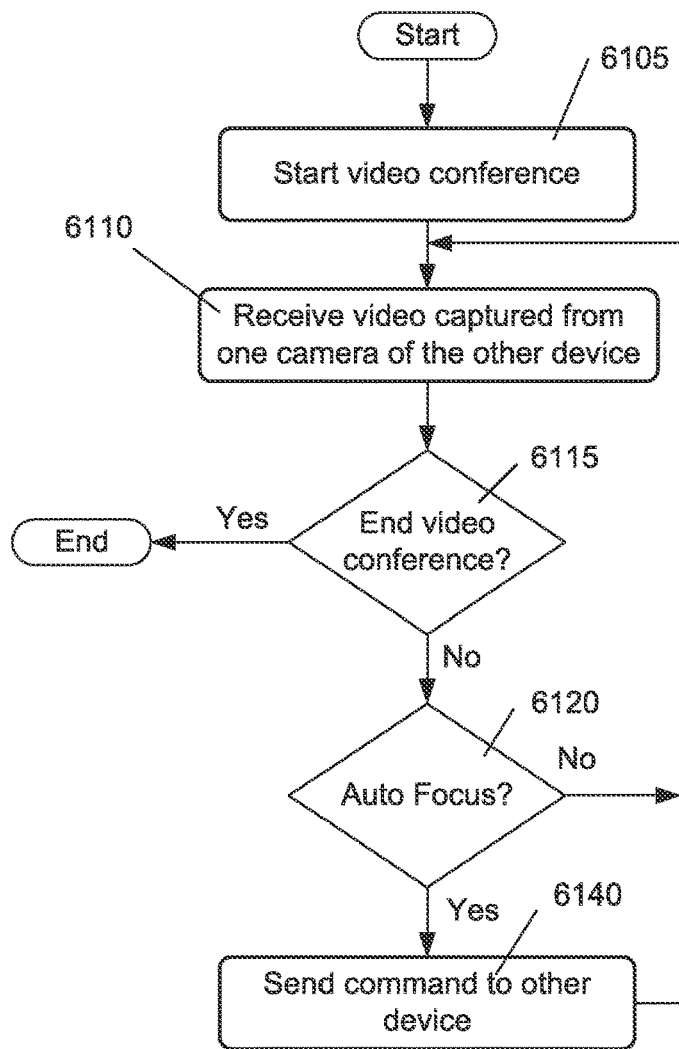 Start
6105
Start video conference
6110
Receive video captured from
one camera of the other device
6115
End video
conference?
Yes
End
No
6120
Auto Focus?
No
Yes
6140
Send command to other
device